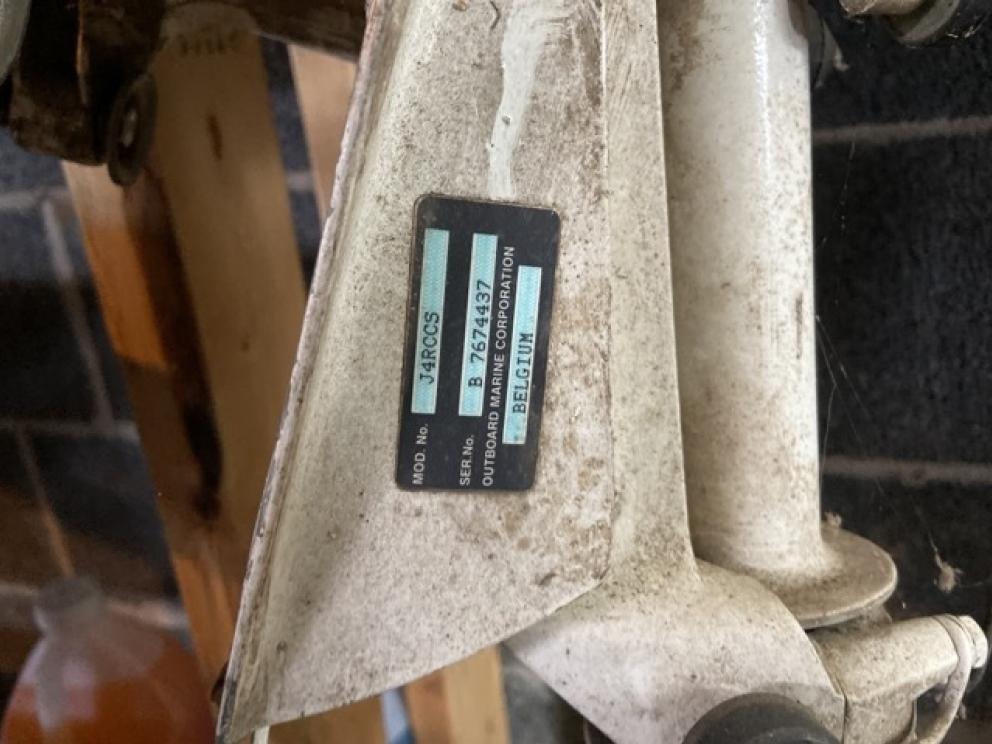 MOD. No. J4RCCS
SER.No. B 7674437
OUTBOARD MARINE CORPORATION
BELGIUM